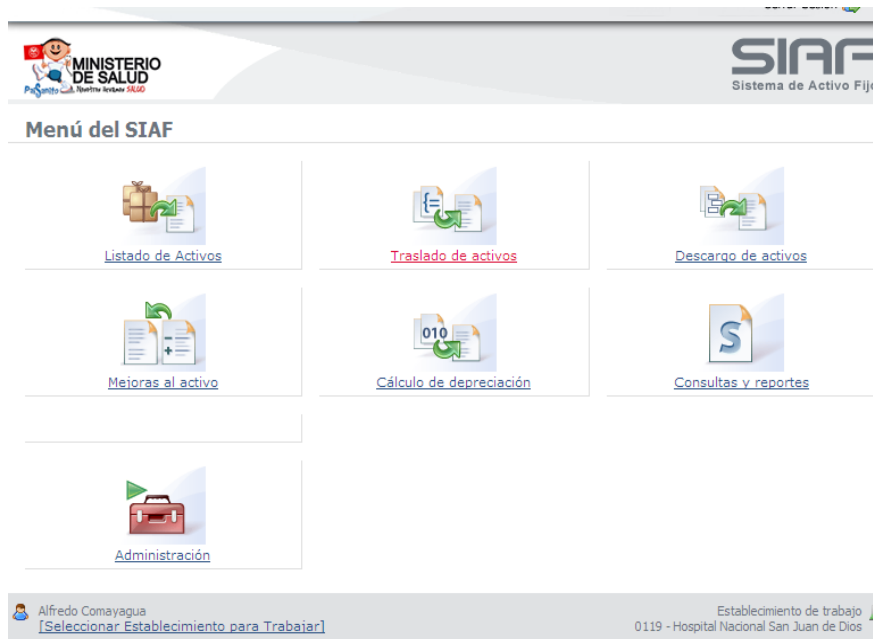 MINISTERIO
DE SALUD
SIAF
Sistema de Activo Fijo
Menú del SIAF
Listado de Activos
Traslado de activos
Descargo de activos
Mejoras al activo
010
Cálculo de depreciación
S
Consultas y reportes
Administración
Alfredo Comayagua
[Seleccionar Establecimiento para Trabajar]
Establecimiento de trabajo
0119 - Hospital Nacional San Juan de Dios